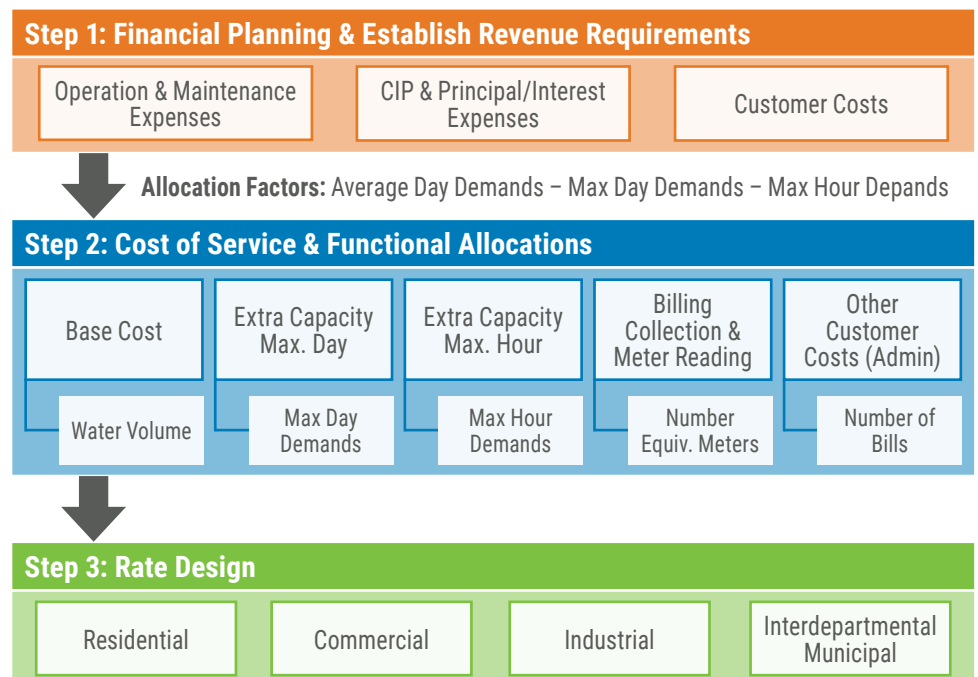 Step 1: Financial Planning & Establish Revenue Requirements
Operation & Maintenance
Expenses
CIP & Principal/Interest
Expenses
Customer Costs
Allocation Factors: Average Day Demands – Max Day Demands – Max Hour Depands
Step 2: Cost of Service & Functional Allocations
Base Cost
Extra Capacity
Max. Day
Extra Capacity
Max. Hour
Billing
Collection &
Meter Reading
Other
Customer
Costs (Admin)
Water Volume
Max Day
Demands
Max Hour
Demands
Number
Equiv. Meters
Number of
Bills
Step 3: Rate Design
Residential
Commercial
Industrial
Interdepartmental
Municipal